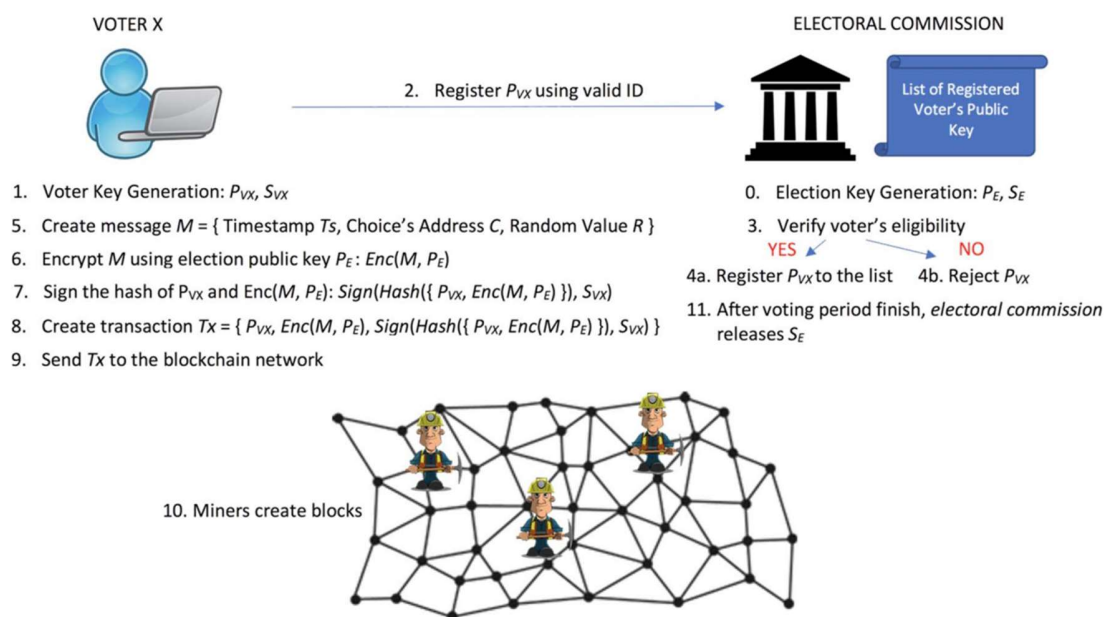 VOTER X
ELECTORAL COMMISSION
2. Register PVX using valid ID
List of Registered
Voter's Public
Key
1. Voter Key Generation: PVX, SVX
5. Create message M = { Timestamp Ts, Choice's Address C, Random Value R }
6. Encrypt M using election public key PE : Enc(M, PE)
7. Sign the hash of PVX and Enc(M, PE): Sign(Hash({ PVX, Enc(M, PE) }), SVX)
8. Create transaction Tx = { PVX, Enc(M, PE), Sign(Hash({ PVX, Enc(M, PE) }), SVX) }
9. Send Tx to the blockchain network
0. Election Key Generation: PE, SE
3. Verify voter's eligibility
YES NO
4a. Register PVX to the list 4b. Reject PVX
11. After voting period finish, electoral commission
releases SE
10. Miners create blocks